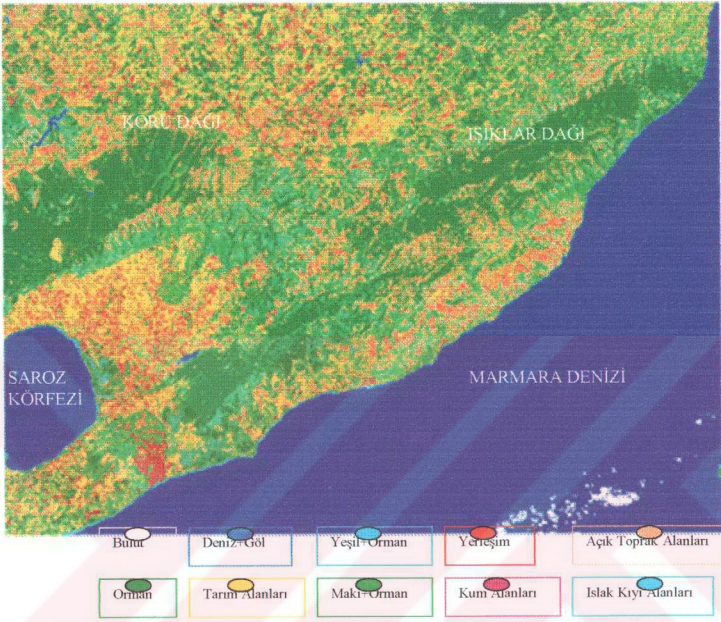 KORU DAĞI
IŞIKLAR DAĞI
SAROZ
KÖRFEZİ
MARMARA DENİZİ
Bulut
Deniz+Göl
Yeşil+Orman
Yerleşim
Açık Toprak Alanları
Orman
Tarım Alanları
Maki+Orman
Kum Alanları
Islak Kıyı Alanları